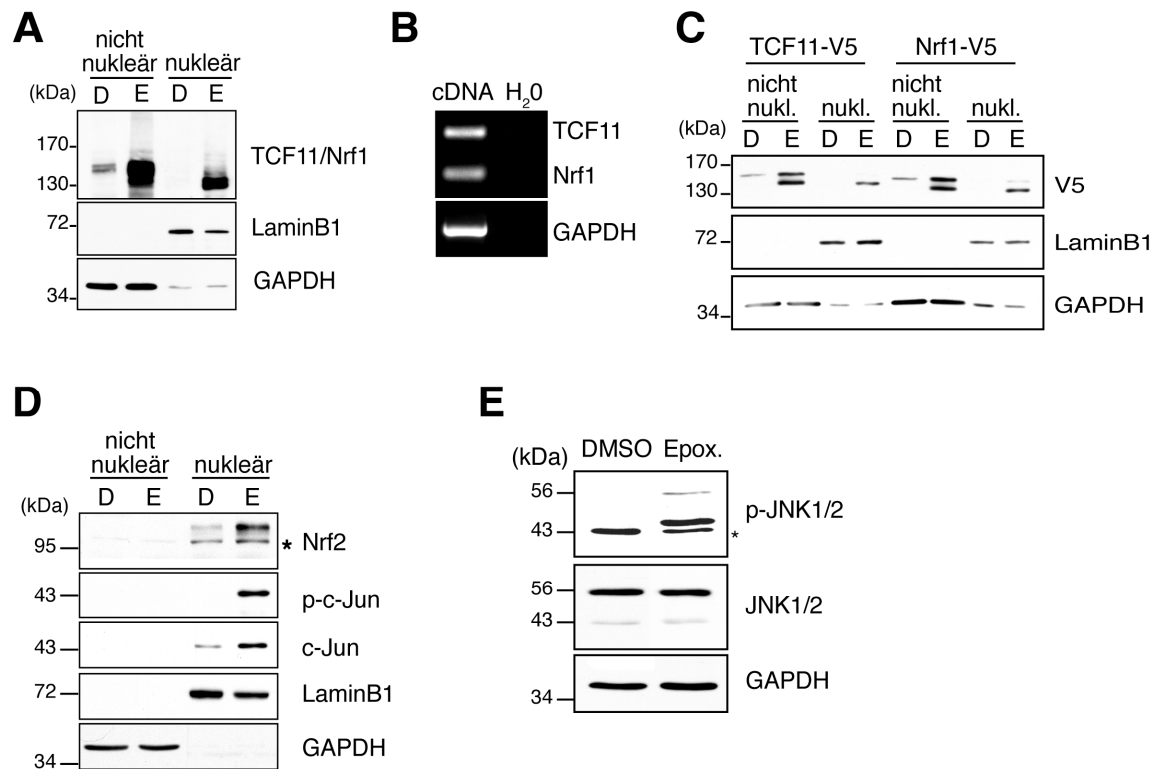 A
nicht
nukleär nukleär
(kDa) D E D E
170
130
TCF11/Nrf1
72
LaminB1
34
GAPDH
B
cDNA H20
TCF11
Nrf1
GAPDH
C
TCF11-V5 Nrf1-V5
nicht nicht
nukl. nukl. nukl. nukl.
(kDa) D E D E D E D E
170
130
V5
72
LaminB1
34
GAPDH
D
nicht
nukleär nukleär
(kDa) D E D E
95
* Nrf2
43
p-c-Jun
43
c-Jun
72
LaminB1
34
GAPDH
E
(kDa) DMSO Epox.
56
p-JNK1/2
43
*
56
JNK1/2
43
34
GAPDH